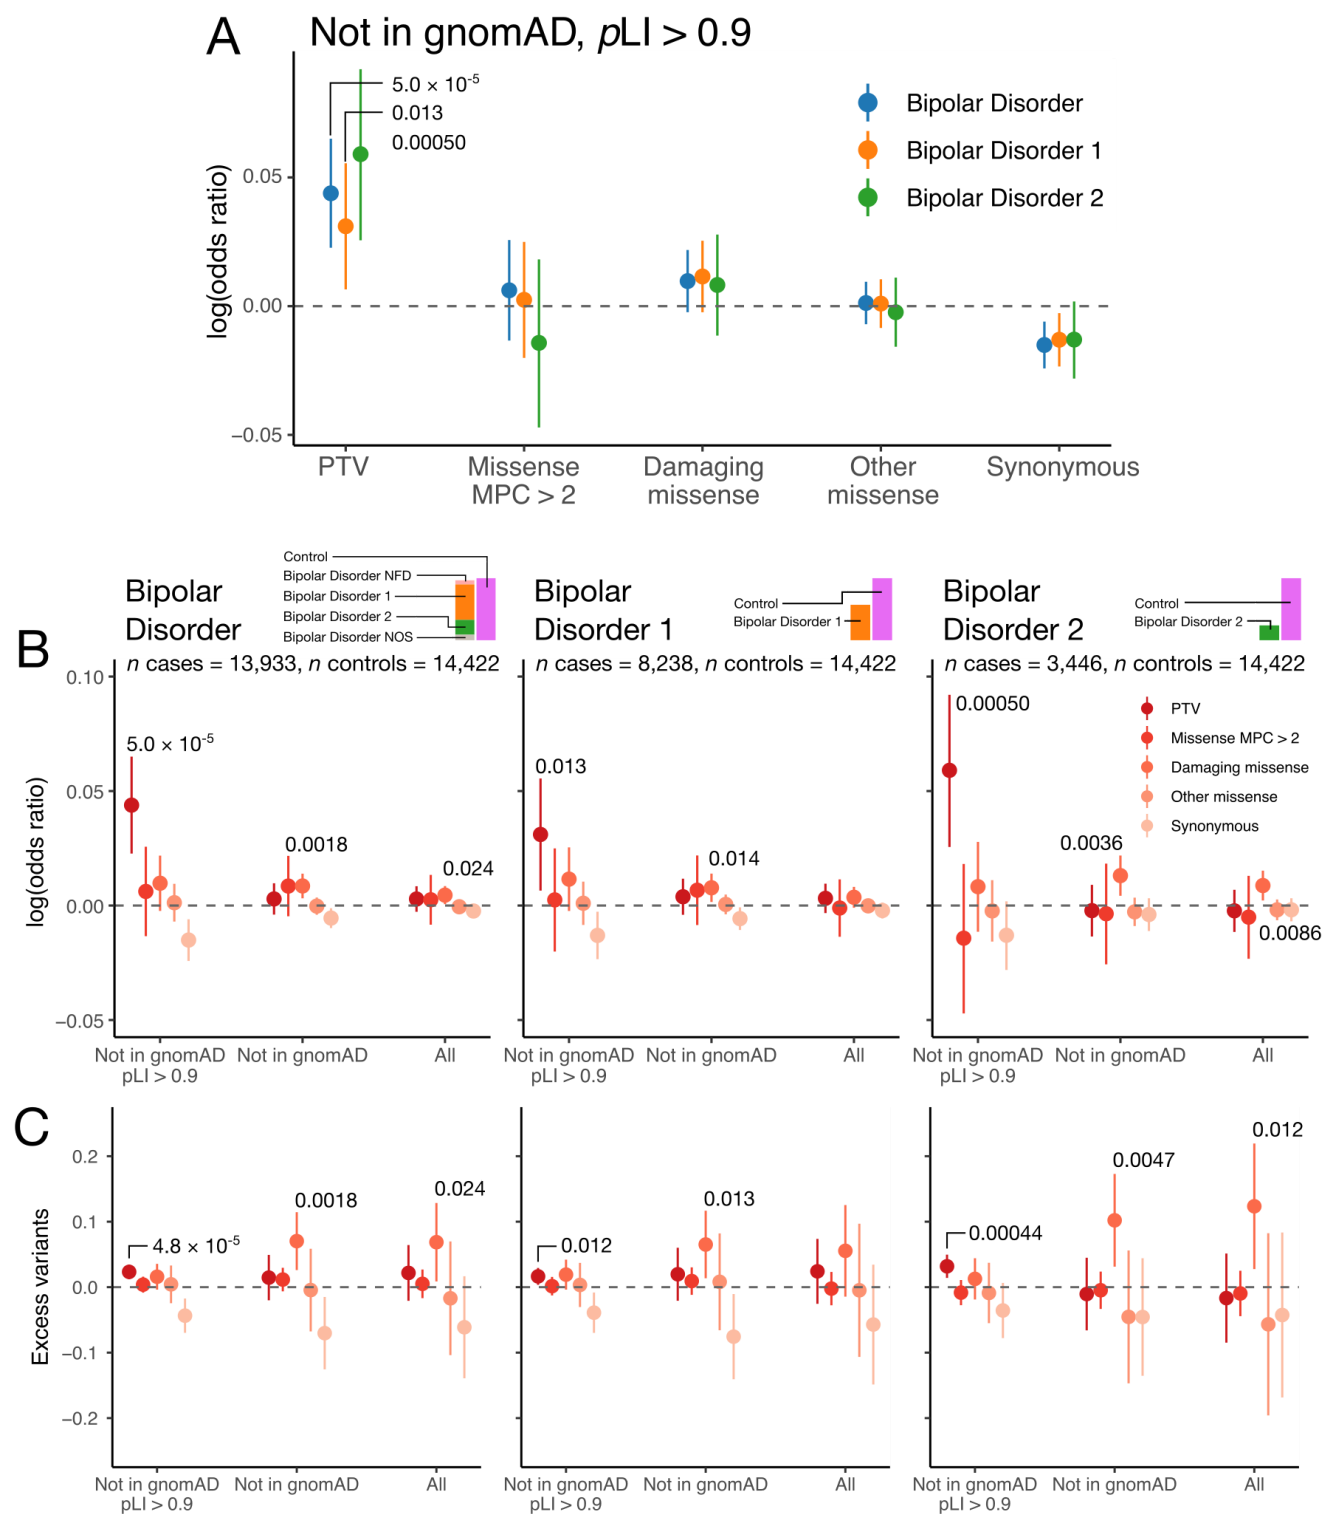 A
Not in gnomAD, pLI > 0.9
5.0 × 10⁻⁵
0.013
0.00050
Bipolar Disorder
Bipolar Disorder 1
Bipolar Disorder 2
log(odds ratio)
0.05
0.00
−0.05
PTV
Missense
MPC > 2
Damaging
missense
Other
missense
Synonymous
B
Bipolar
Disorder
Control
Bipolar Disorder NFD
Bipolar Disorder 1
Bipolar Disorder 2
Bipolar Disorder NOS
n cases = 13,933, n controls = 14,422
Bipolar
Disorder 1
Control
Bipolar Disorder 1
n cases = 8,238, n controls = 14,422
Bipolar
Disorder 2
Control
Bipolar Disorder 2
n cases = 3,446, n controls = 14,422
log(odds ratio)
0.10
0.05
0.00
−0.05
5.0 × 10⁻⁵
0.0018
0.024
Not in gnomAD
pLI > 0.9
Not in gnomAD
All
0.013
0.014
Not in gnomAD
pLI > 0.9
Not in gnomAD
All
0.00050
0.0036
0.0086
PTV
Missense MPC > 2
Damaging missense
Other missense
Synonymous
Not in gnomAD
pLI > 0.9
Not in gnomAD
All
C
Excess variants
0.2
0.1
0.0
−0.1
−0.2
4.8 × 10⁻⁵
0.0018
0.024
Not in gnomAD
pLI > 0.9
Not in gnomAD
All
0.012
0.013
Not in gnomAD
pLI > 0.9
Not in gnomAD
All
0.00044
0.0047
0.012
Not in gnomAD
pLI > 0.9
Not in gnomAD
All